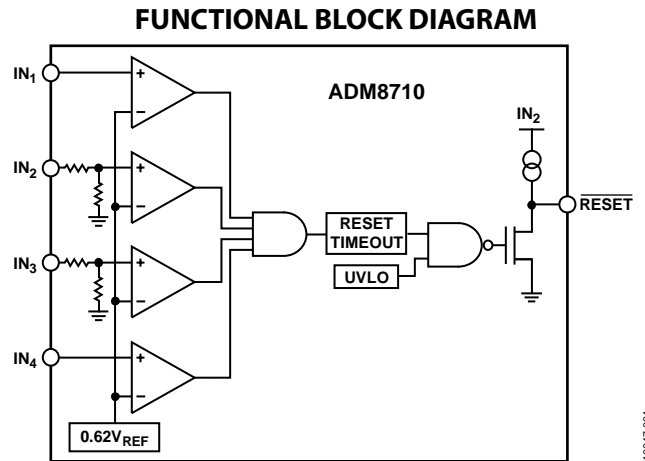 FUNCTIONAL BLOCK DIAGRAM
ADM8710
IN1
+
−
IN2
IN2
+
−
RESET
RESET
TIMEOUT
IN3
+
−
UVLO
IN4
+
−
0.62VREF